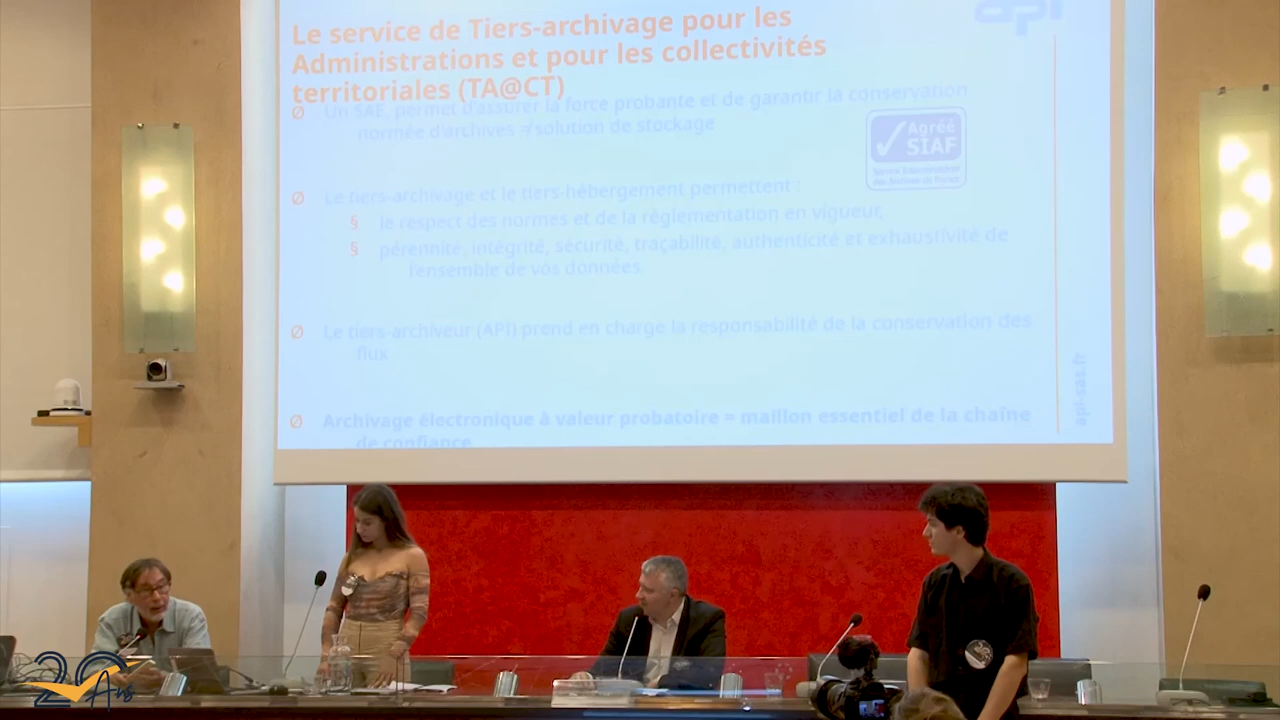 Le service de Tiers-archivage pour les
Administrations et pour les collectivités
territoriales (TA@CT)
api
Un SAE, permet d'assurer la force probante et de garantir la conservation
normée d'archives ≠ solution de stockage
Agréé
SIAF
Le tiers-archivage et le tiers-hébergement permettent :
§ le respect des normes et de la règlementation en vigueur,
§ pérennité, intégrité, sécurité, traçabilité, authenticité et exhaustivité de
l'ensemble de vos données.
Le tiers-archiveur (API) prend en charge la responsabilité de la conservation des
flux
Archivage électronique à valeur probatoire = maillon essentiel de la chaîne
de confiance
api-sas.fr
20
Ans